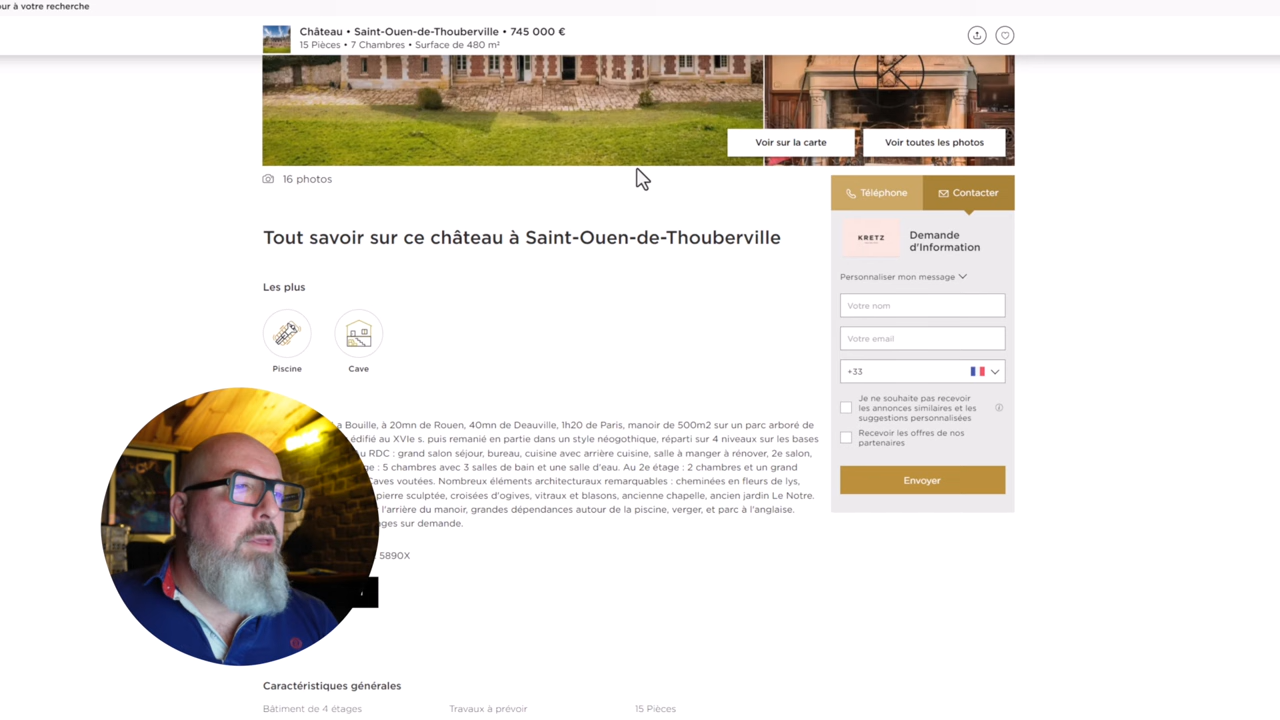 our à votre recherche
Château • Saint-Ouen-de-Thouberville • 745 000 €
15 Pièces • 7 Chambres • Surface de 480 m²
Voir sur la carte
Voir toutes les photos
16 photos
Téléphone
Contacter
Tout savoir sur ce château à Saint-Ouen-de-Thouberville
KRETZ
Demande
d'Information
Personnaliser mon message
Les plus
Votre nom
Votre email
Piscine
Cave
+33
Je ne souhaite pas recevoir
les annonces similaires et les
suggestions personnalisées
Recevoir les offres de nos
partenaires
Envoyer
a Bouille, à 20mn de Rouen, 40mn de Deauville, 1h20 de Paris, manoir de 500m2 sur un parc arboré de
édifié au XVIe s. puis remanié en partie dans un style néogothique, réparti sur 4 niveaux sur les bases
u RDC : grand salon séjour, bureau, cuisine avec arrière cuisine, salle à manger à rénover, 2e salon,
ge : 5 chambres avec 3 salles de bain et une salle d'eau. Au 2e étage : 2 chambres et un grand
Caves voutées. Nombreux éléments architecturaux remarquables : cheminées en fleurs de lys,
pierre sculptée, croisées d'ogives, vitraux et blasons, ancienne chapelle, ancien jardin Le Notre.
l'arrière du manoir, grandes dépendances autour de la piscine, verger, et parc à l'anglaise.
ges sur demande.
5890X
Caractéristiques générales
Bâtiment de 4 étages
Travaux à prévoir
15 Pièces